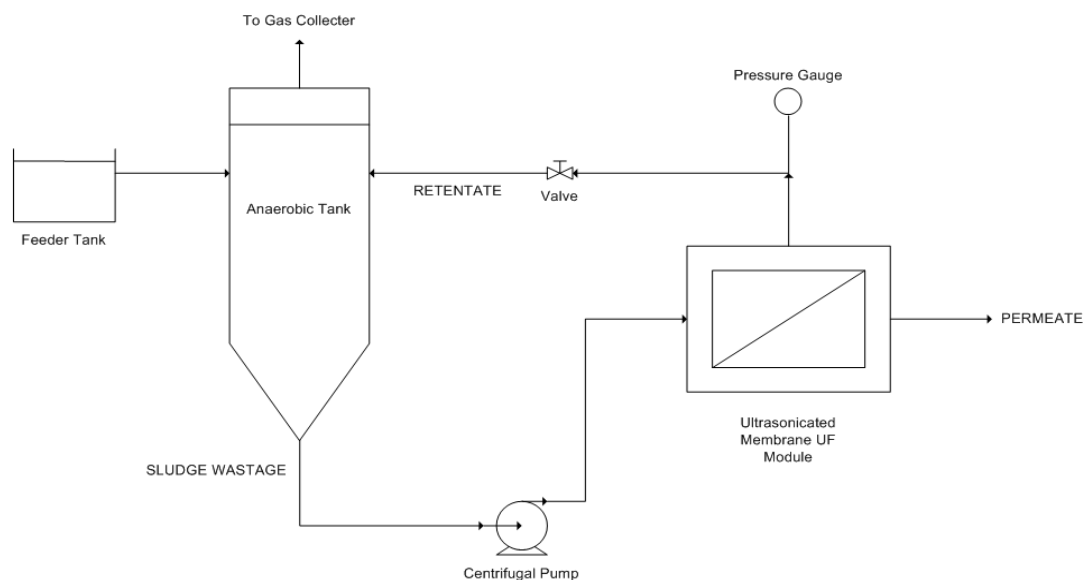 To Gas Collecter
Pressure Gauge
RETENTATE
Valve
Anaerobic Tank
Feeder Tank
PERMEATE
Ultrasonicated
Membrane UF
Module
SLUDGE WASTAGE
Centrifugal Pump